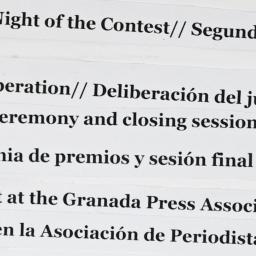 Night of the Contest// Segund
peration// Deliberación del ju
eremony and closing session
nia de premios y sesión final
t at the Granada Press Associ
en la Asociación de Periodista